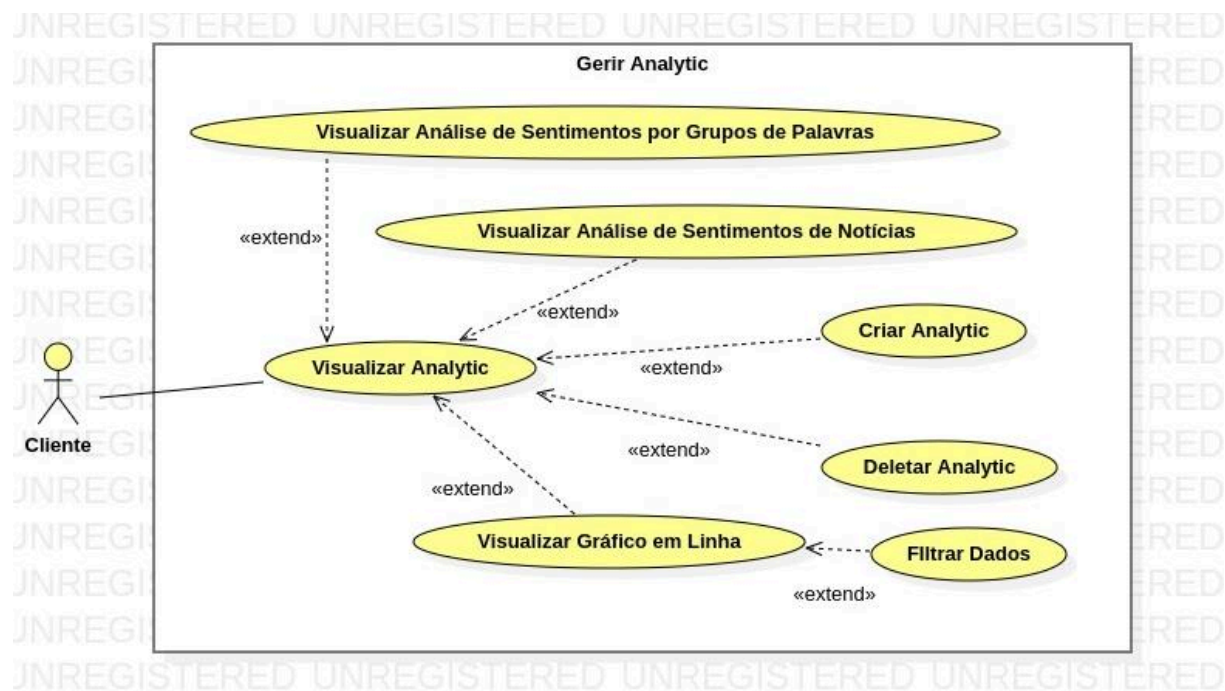 UNREGISTERED UNREGISTERED UNREGISTERED UNREGISTERED
Gerir Analytic
Visualizar Análise de Sentimentos por Grupos de Palavras
«extend»
Visualizar Análise de Sentimentos de Notícias
«extend»
Criar Analytic
Visualizar Analytic
«extend»
Cliente
«extend»
Deletar Analytic
«extend»
Visualizar Gráfico em Linha
FIltrar Dados
«extend»
UNREGISTERED UNREGISTERED UNREGISTERED UNREGISTERED